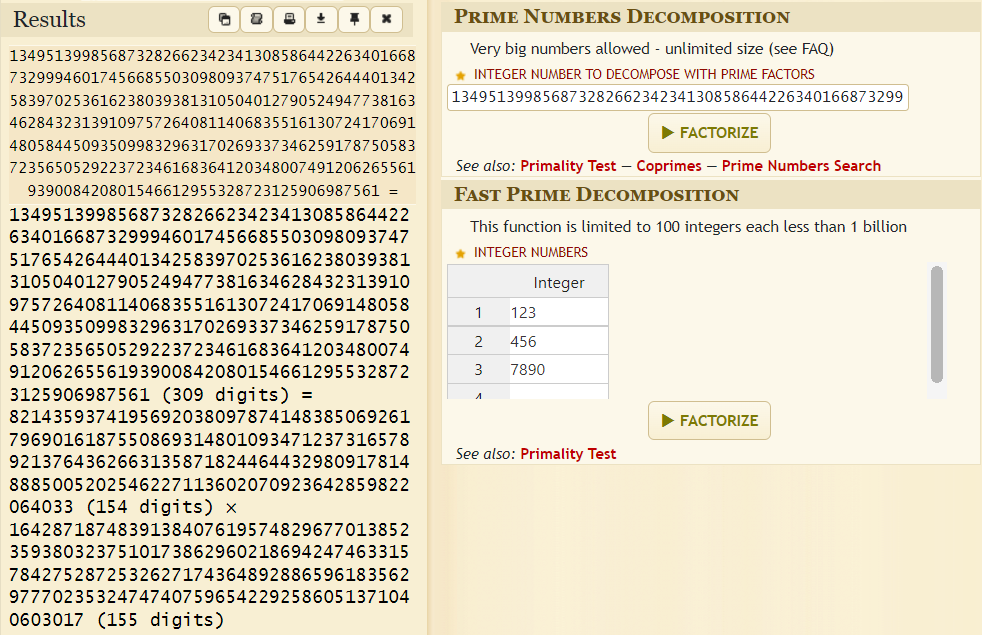 Results
134951399856873282662342341308586442263401668
732999460174566855030980937475176542644401342
583970253616238039381310504012790524947738163
462843231391097572640811406835516130724170691
480584450935099832963170269337346259178750583
723565052922372346168364120348007491206265561
939008420801546612955328723125906987561 =
134951399856873282662342341308586442​2
634016687329994601745668550309809374​7
517654264440134258397025361623803938​1
310504012790524947738163462843231391​0
975726408114068355161307241706914805​8
445093509983296317026933734625917875​0
583723565052922372346168364120348007​4
912062655619390084208015466129553287​2
3125906987561 (309 digits) =
821435937419569203809787414838506926​1
796901618755086931480109347123731657​8
921376436266313587182446443298091781​4
888500520254622711360207092364285982​2
064033 (154 digits) ×
164287187483913840761957482967701385​2
359380323751017386296021869424746331​5
784275287253262717436489288659618356​2
977702353247474075965422925860513710​4
0603017 (155 digits)
Prime Numbers Decomposition
Very big numbers allowed - unlimited size (see FAQ)
INTEGER NUMBER TO DECOMPOSE WITH PRIME FACTORS
134951399856873282662342341308586442263401668732​99
FACTORIZE
See also: Primality Test — Coprimes — Prime Numbers Search
Fast Prime Decomposition
This function is limited to 100 integers each less than 1 billion
INTEGER NUMBERS
Integer
1 123
2 456
3 7890
4
FACTORIZE
See also: Primality Test